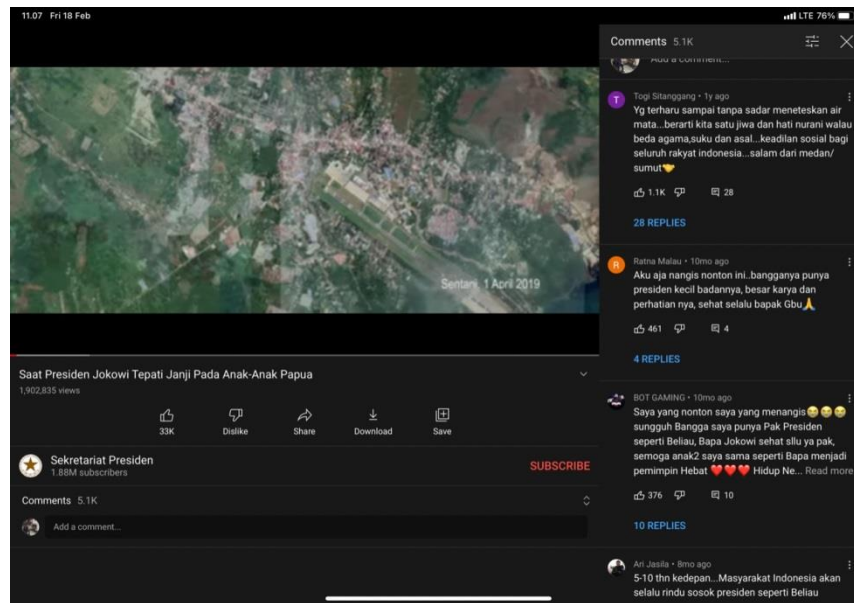 11.07 Fri 18 Feb
LTE 76%
Sentani, 1 April 2019
Saat Presiden Jokowi Tepati Janji Pada Anak-Anak Papua
1,902,835 views
33K
Dislike
Share
Download
Save
Sekretariat Presiden
1.88M subscribers
SUBSCRIBE
Comments 5.1K
Add a comment...
Comments 5.1K
Add a comment...
Togi Sitanggang • 1y ago
Yg terharu sampai tanpa sadar meneteskan air
mata...berarti kita satu jiwa dan hati nurani walau
beda agama,suku dan asal...keadilan sosial bagi
seluruh rakyat indonesia...salam dari medan/
sumut🤝
1.1K 28
28 REPLIES
Ratna Malau • 10mo ago
Aku aja nangis nonton ini..bangganya punya
presiden kecil badannya, besar karya dan
perhatian nya, sehat selalu bapak Gbu🙏
461 4
4 REPLIES
BOT GAMING • 10mo ago
Saya yang nonton saya yang menangis😭😭😭
sungguh Bangga saya punya Pak Presiden
seperti Beliau, Bapa Jokowi sehat sllu ya pak,
semoga anak2 saya sama seperti Bapa menjadi
pemimpin Hebat ❤❤❤ Hidup Ne... Read more
376 10
10 REPLIES
Ari Jasila • 8mo ago
5-10 thn kedepan...Masyarakat Indonesia akan
selalu rindu sosok presiden seperti Beliau